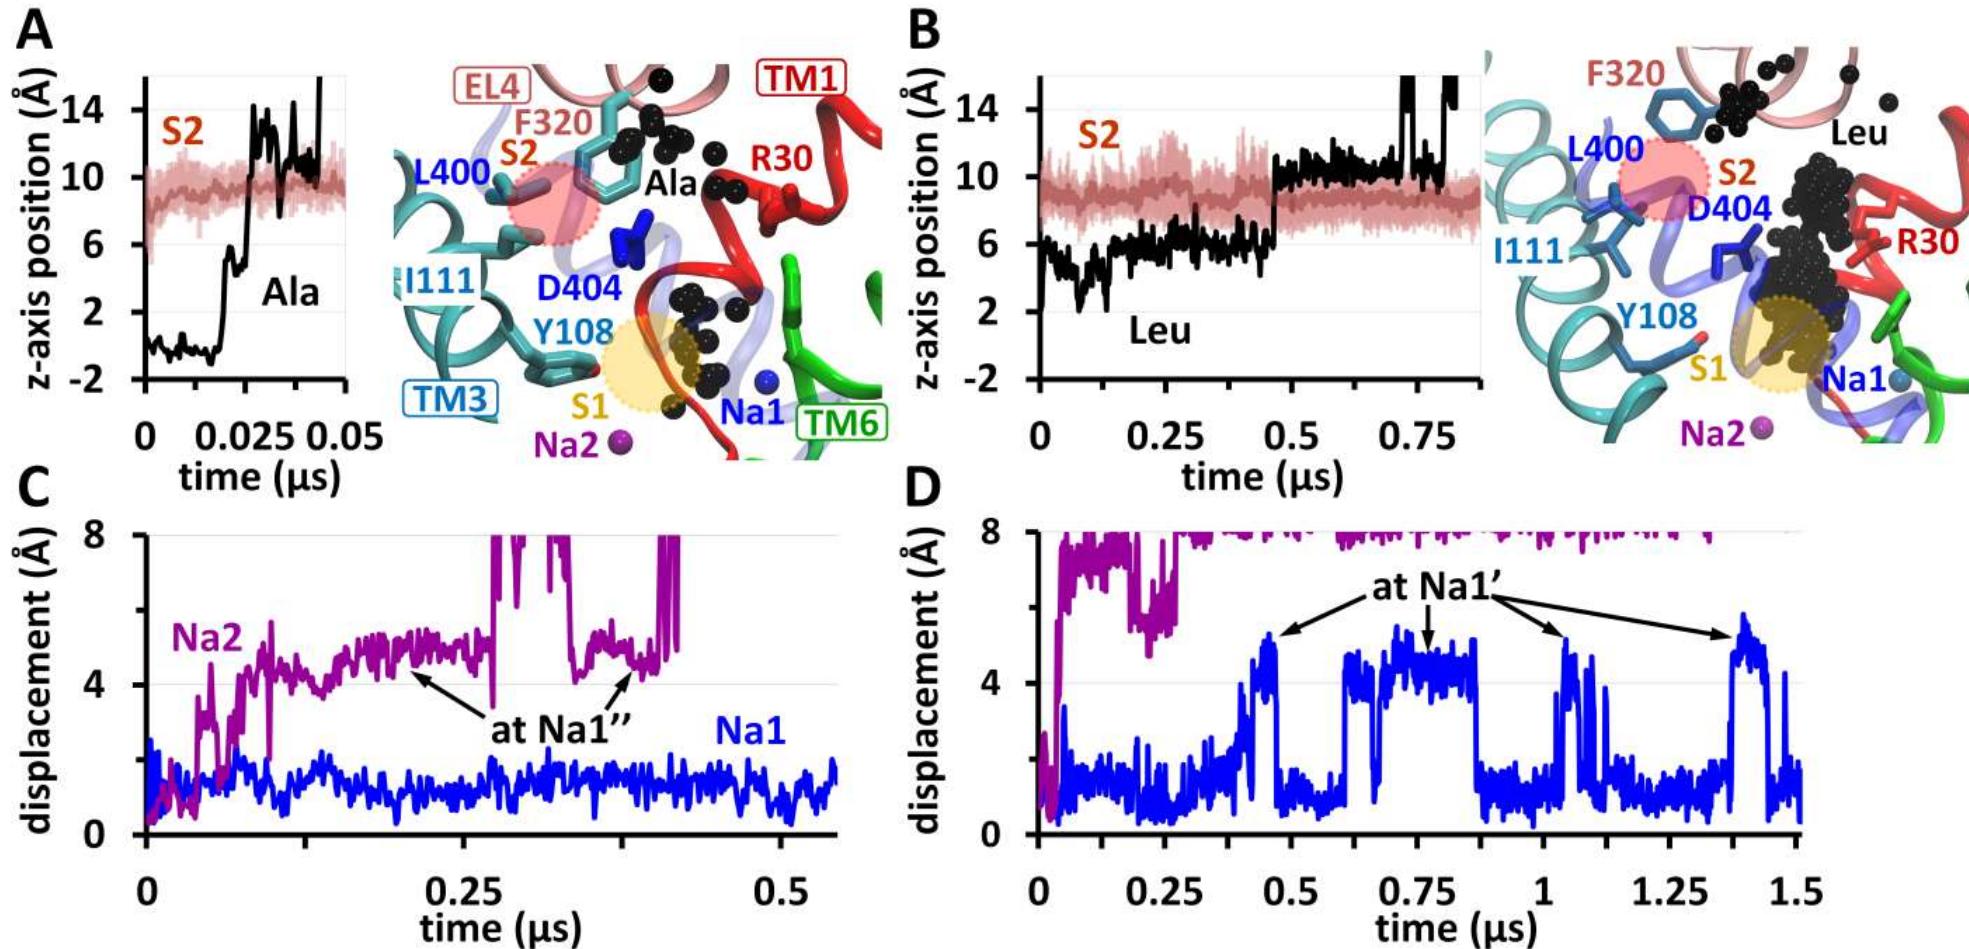 A
z-axis position (Å)
14
10
6
2
-2
S2
Ala
0 0.025 0.05
time (µs)
EL4
TM1
F320
S2
L400
Ala
R30
D404
I111
Y108
TM3
S1
Na1
Na2
TM6
B
z-axis position (Å)
14
10
6
2
-2
S2
Leu
0 0.25 0.5 0.75
time (µs)
F320
Leu
L400
S2
D404
I111
R30
Y108
S1
Na1
Na2
C
displacement (Å)
8
4
0
Na2
at Na1’’
Na1
0 0.25 0.5
time (µs)
D
displacement (Å)
8
4
0
at Na1’
0 0.25 0.5 0.75 1 1.25 1.5
time (µs)